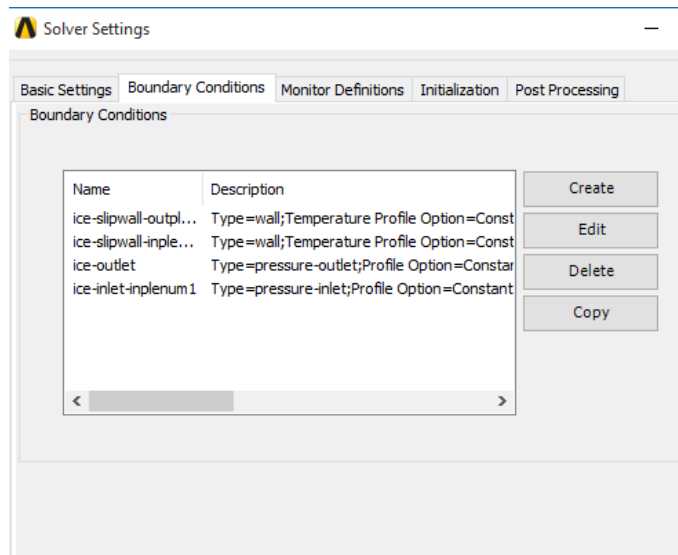 Solver Settings
Basic Settings Boundary Conditions Monitor Definitions Initialization Post Processing
Boundary Conditions
Name Description
ice-slipwall-outpl... Type=wall;Temperature Profile Option=Const
ice-slipwall-inple... Type=wall;Temperature Profile Option=Const
ice-outlet Type=pressure-outlet;Profile Option=Constar
ice-inlet-inplenum1 Type=pressure-inlet;Profile Option=Constant
Create
Edit
Delete
Copy